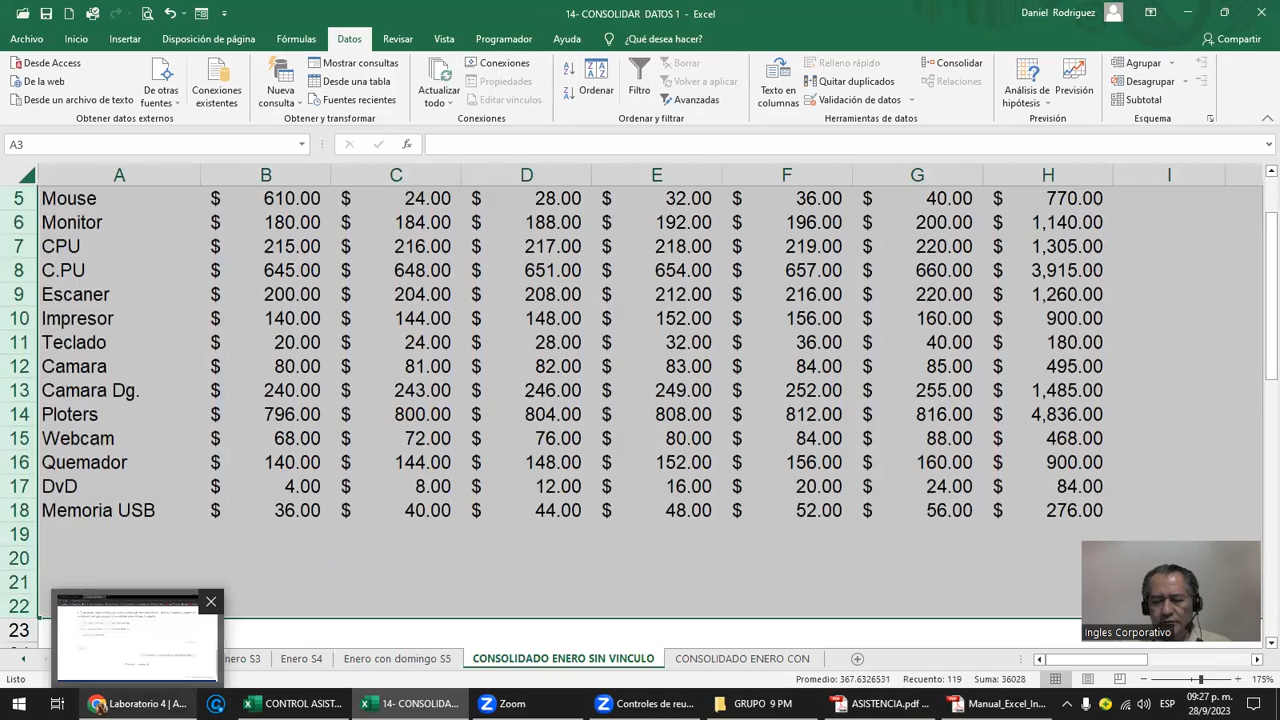 14- CONSOLIDAR DATOS 1 - Excel
Daniel Rodriguez
Archivo Inicio Insertar Disposición de página Fórmulas Datos Revisar Vista Programador Ayuda ¿Qué desea hacer? Compartir
Desde Access
De la web
Desde un archivo de texto
De otras fuentes
Conexiones existentes
Obtener datos externos
Nueva consulta
Mostrar consultas
Desde una tabla
Fuentes recientes
Obtener y transformar
Actualizar todo
Conexiones
Propiedades
Editar vínculos
Conexiones
Ordenar
Filtro
Borrar
Volver a aplicar
Avanzadas
Ordenar y filtrar
Texto en columnas
Relleno rápido
Quitar duplicados
Validación de datos
Consolidar
Relaciones
Herramientas de datos
Análisis de hipótesis
Previsión
Previsión
Agrupar
Desagrupar
Subtotal
Esquema
A3
A B C D E F G H I
5 Mouse $ 610.00 $ 24.00 $ 28.00 $ 32.00 $ 36.00 $ 40.00 $ 770.00
6 Monitor $ 180.00 $ 184.00 $ 188.00 $ 192.00 $ 196.00 $ 200.00 $ 1,140.00
7 CPU $ 215.00 $ 216.00 $ 217.00 $ 218.00 $ 219.00 $ 220.00 $ 1,305.00
8 C.PU $ 645.00 $ 648.00 $ 651.00 $ 654.00 $ 657.00 $ 660.00 $ 3,915.00
9 Escaner $ 200.00 $ 204.00 $ 208.00 $ 212.00 $ 216.00 $ 220.00 $ 1,260.00
10 Impresor $ 140.00 $ 144.00 $ 148.00 $ 152.00 $ 156.00 $ 160.00 $ 900.00
11 Teclado $ 20.00 $ 24.00 $ 28.00 $ 32.00 $ 36.00 $ 40.00 $ 180.00
12 Camara $ 80.00 $ 81.00 $ 82.00 $ 83.00 $ 84.00 $ 85.00 $ 495.00
13 Camara Dg. $ 240.00 $ 243.00 $ 246.00 $ 249.00 $ 252.00 $ 255.00 $ 1,485.00
14 Ploters $ 796.00 $ 800.00 $ 804.00 $ 808.00 $ 812.00 $ 816.00 $ 4,836.00
15 Webcam $ 68.00 $ 72.00 $ 76.00 $ 80.00 $ 84.00 $ 88.00 $ 468.00
16 Quemador $ 140.00 $ 144.00 $ 148.00 $ 152.00 $ 156.00 $ 160.00 $ 900.00
17 DvD $ 4.00 $ 8.00 $ 12.00 $ 16.00 $ 20.00 $ 24.00 $ 84.00
18 Memoria USB $ 36.00 $ 40.00 $ 44.00 $ 48.00 $ 52.00 $ 56.00 $ 276.00
19
20
21
22
23
Ingles Corporativo
S3 Enero S4 Enero con domingo S5 CONSOLIDADO ENERO SIN VINCULO CONSOLIDADO ENERO CON ...
Listo Promedio: 367.6326531 Recuento: 119 Suma: 36028 175%
Laboratorio 4 | A... CONTROL ASIST... 14- CONSOLIDA... Zoom Controles de reu... GRUPO 9 PM ASISTENCIA.pdf ... Manual_Excel_In... ESP 09:27 p. m.
28/9/2023